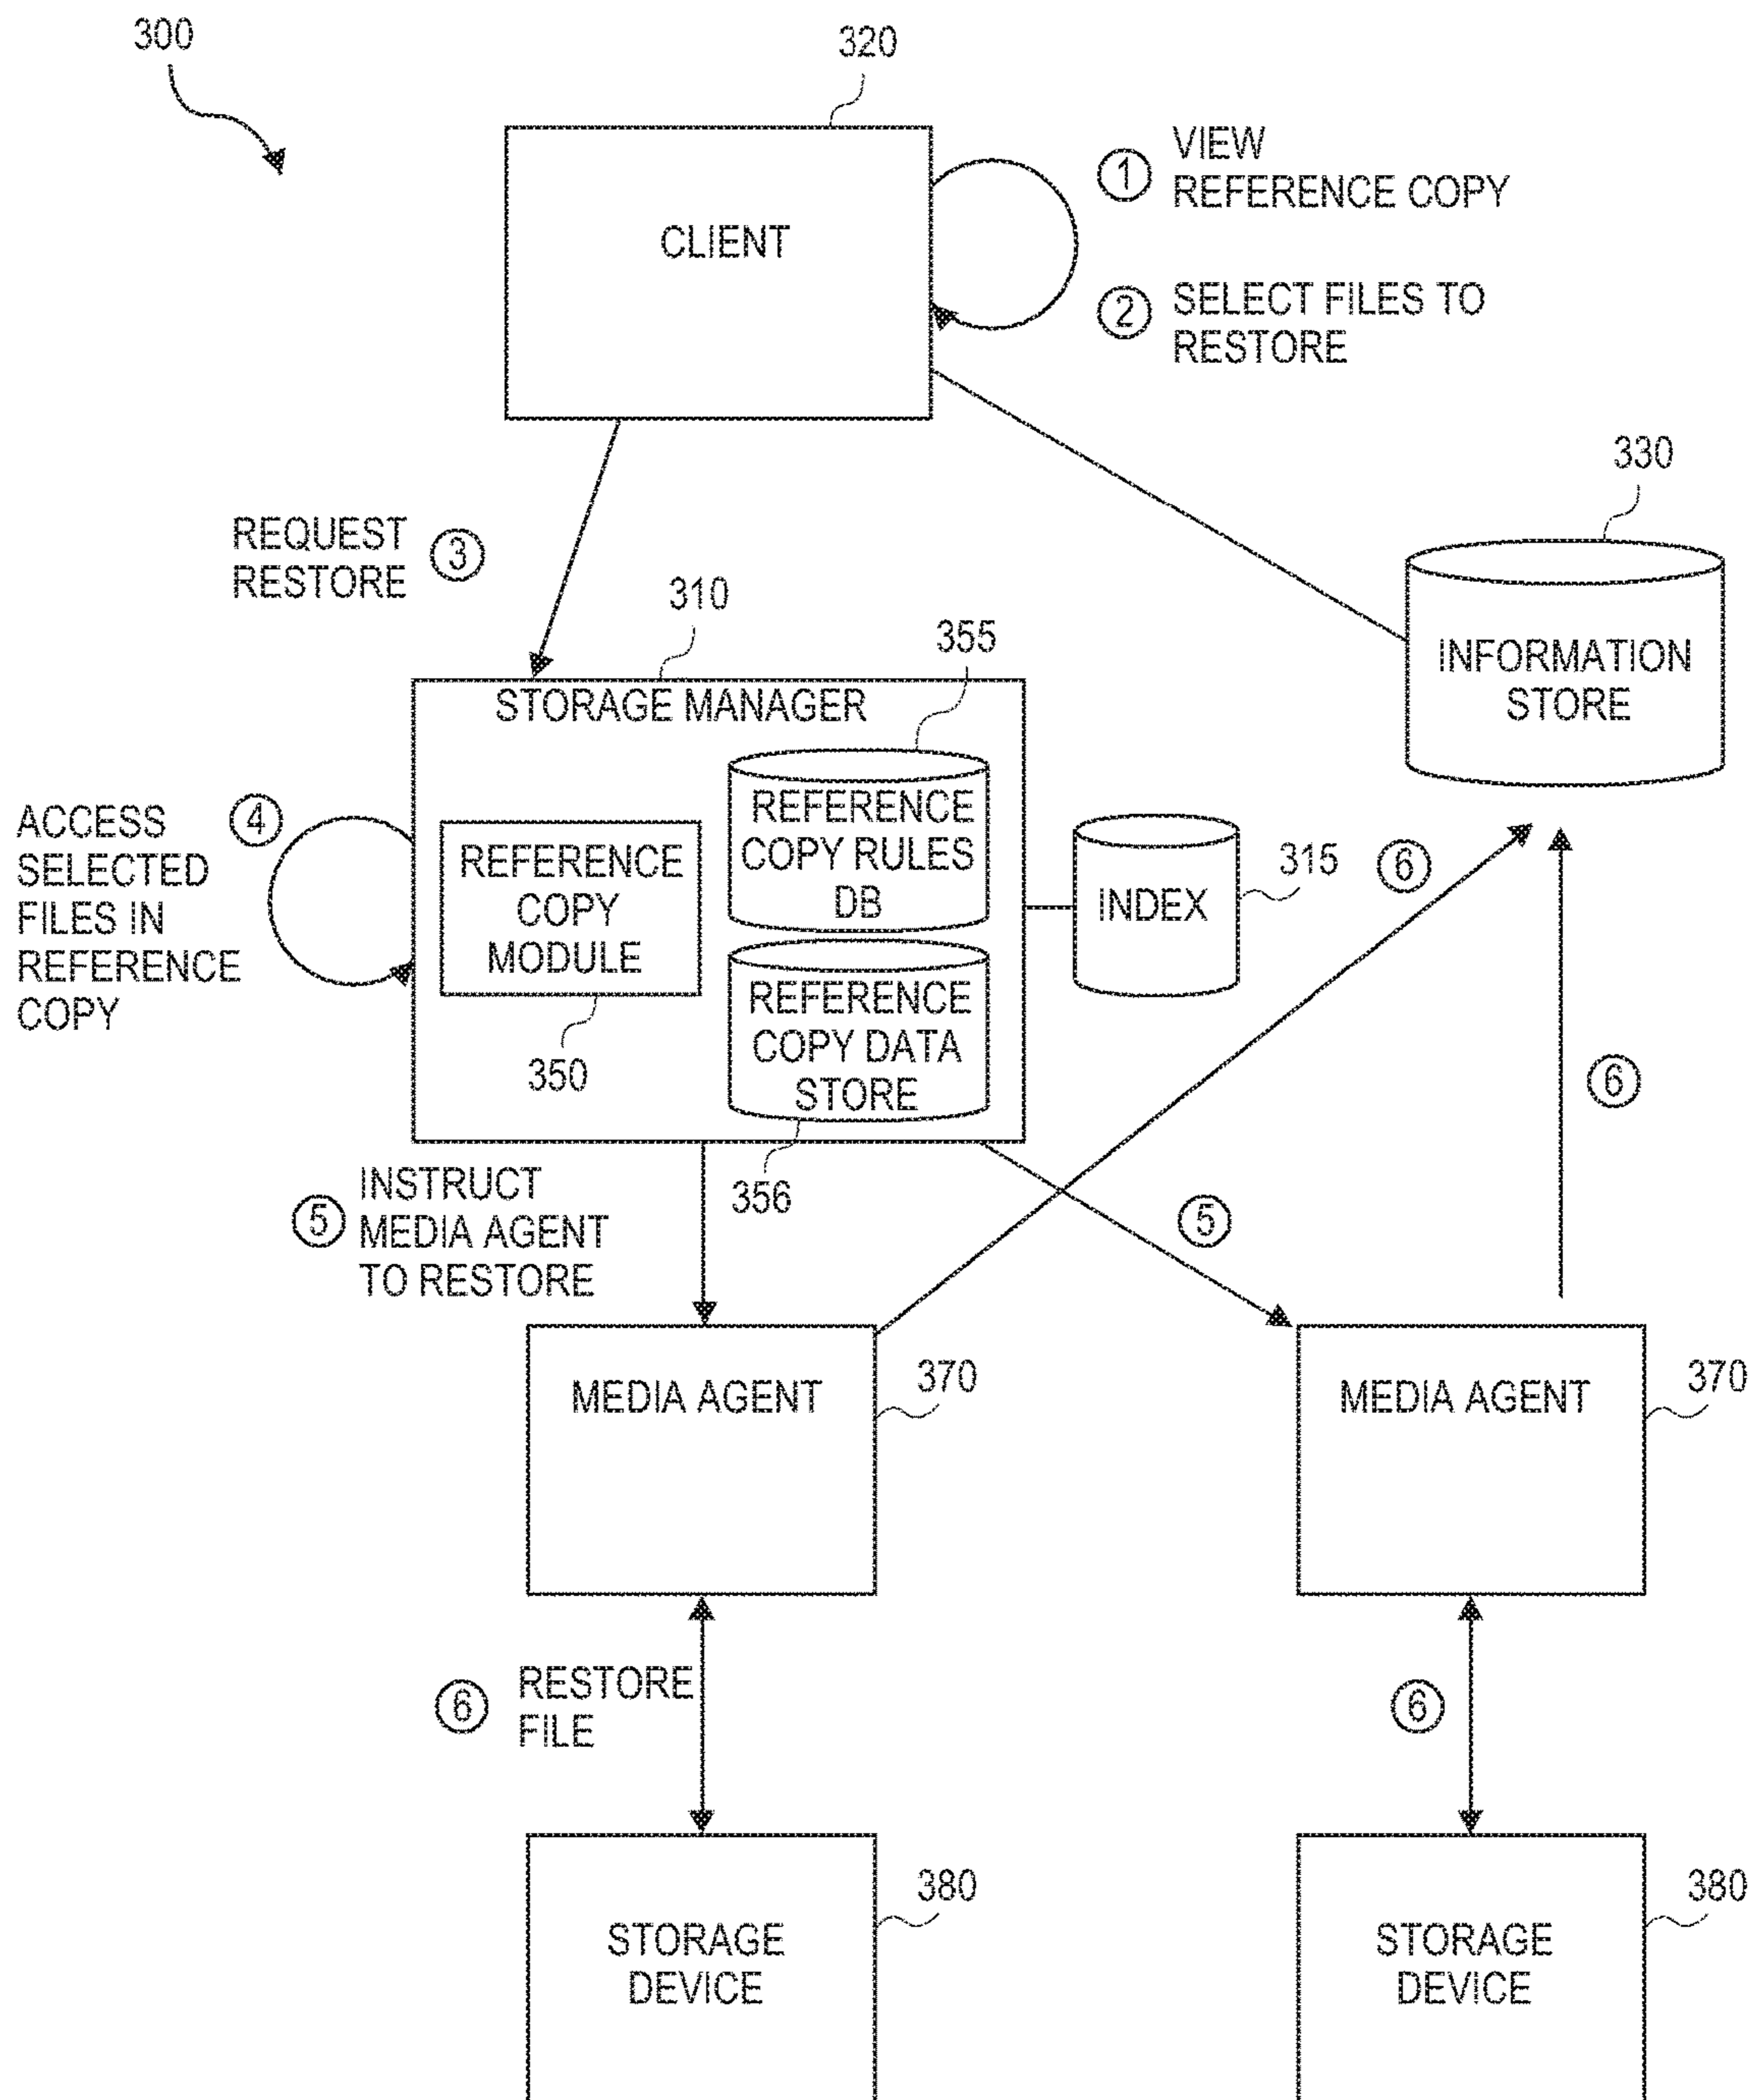 300
320
CLIENT
1 VIEW
REFERENCE COPY
2 SELECT FILES TO
RESTORE
330
INFORMATION
STORE
REQUEST
RESTORE
3
310
355
STORAGE MANAGER
REFERENCE
COPY RULES
DB
REFERENCE
COPY
MODULE
350
REFERENCE
COPY DATA
STORE
356
INDEX
315
4
ACCESS
SELECTED
FILES IN
REFERENCE
COPY
6
6
5 INSTRUCT
MEDIA AGENT
TO RESTORE
5
MEDIA AGENT
370
MEDIA AGENT
370
6 RESTORE
FILE
6
STORAGE
DEVICE
380
STORAGE
DEVICE
380